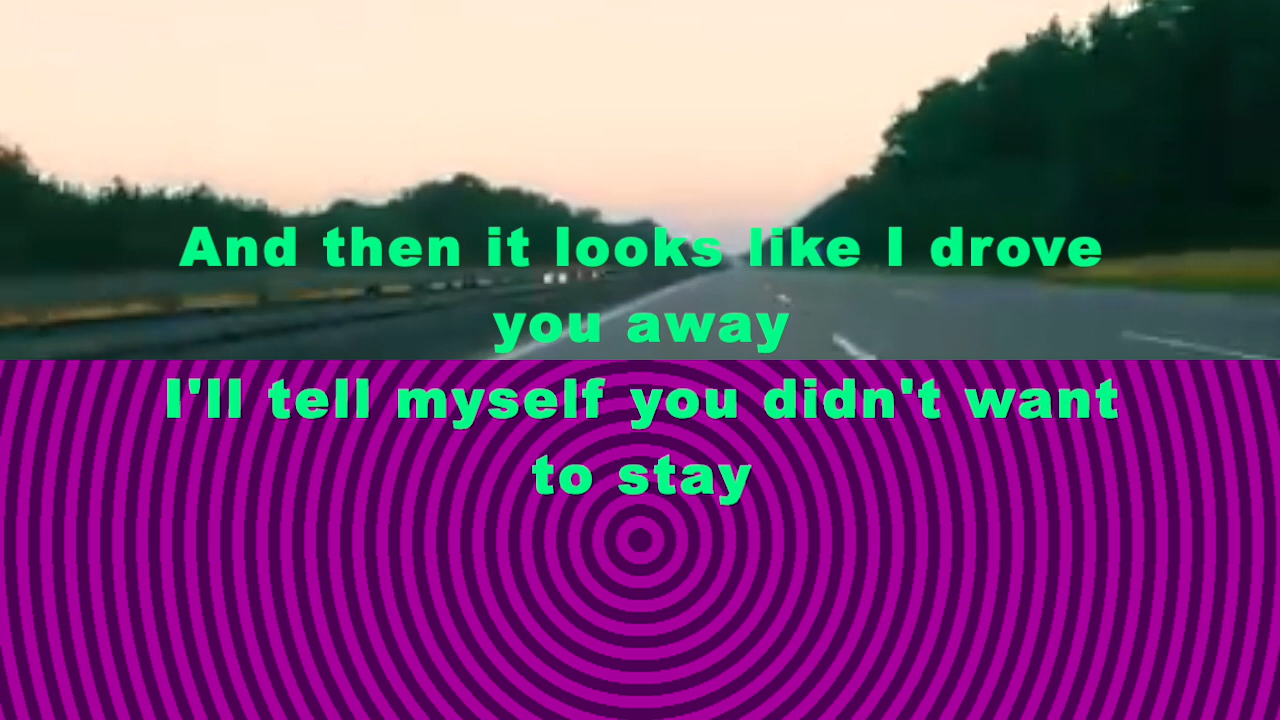 And then it looks like I drove
you away
I'll tell myself you didn't want
to stay